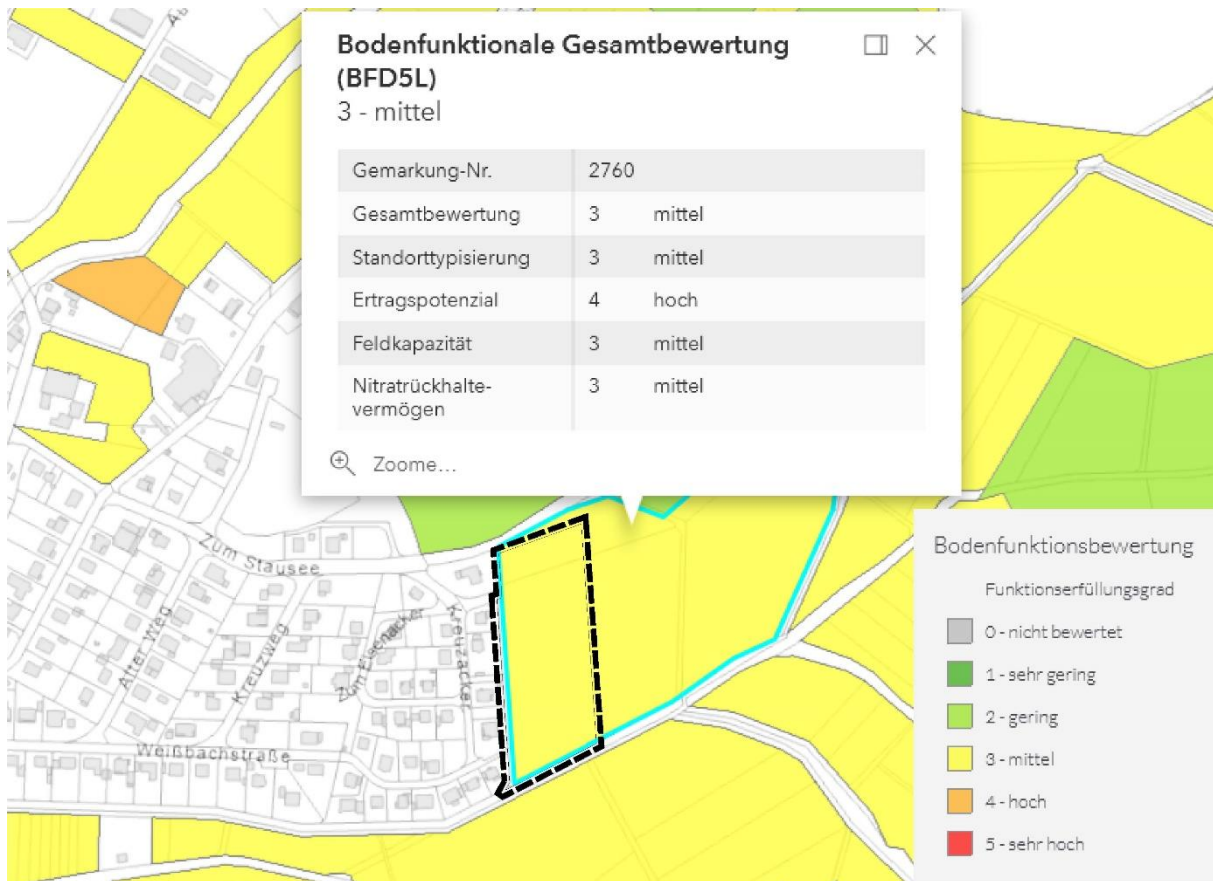 Bodenfunktionale Gesamtbewertung
(BFD5L)
3 - mittel
Gemarkung-Nr. 2760
Gesamtbewertung 3 mittel
Standorttypisierung 3 mittel
Ertragspotenzial 4 hoch
Feldkapazität 3 mittel
Nitratrückhalte-
vermögen 3 mittel
Zoome...
Zum Stausee
Alter Weg
Kreuzweg
Zum Eisenacker
Kreuzäcker
Weißbachstraße
Bodenfunktionsbewertung
Funktionserfüllungsgrad
0 - nicht bewertet
1 - sehr gering
2 - gering
3 - mittel
4 - hoch
5 - sehr hoch